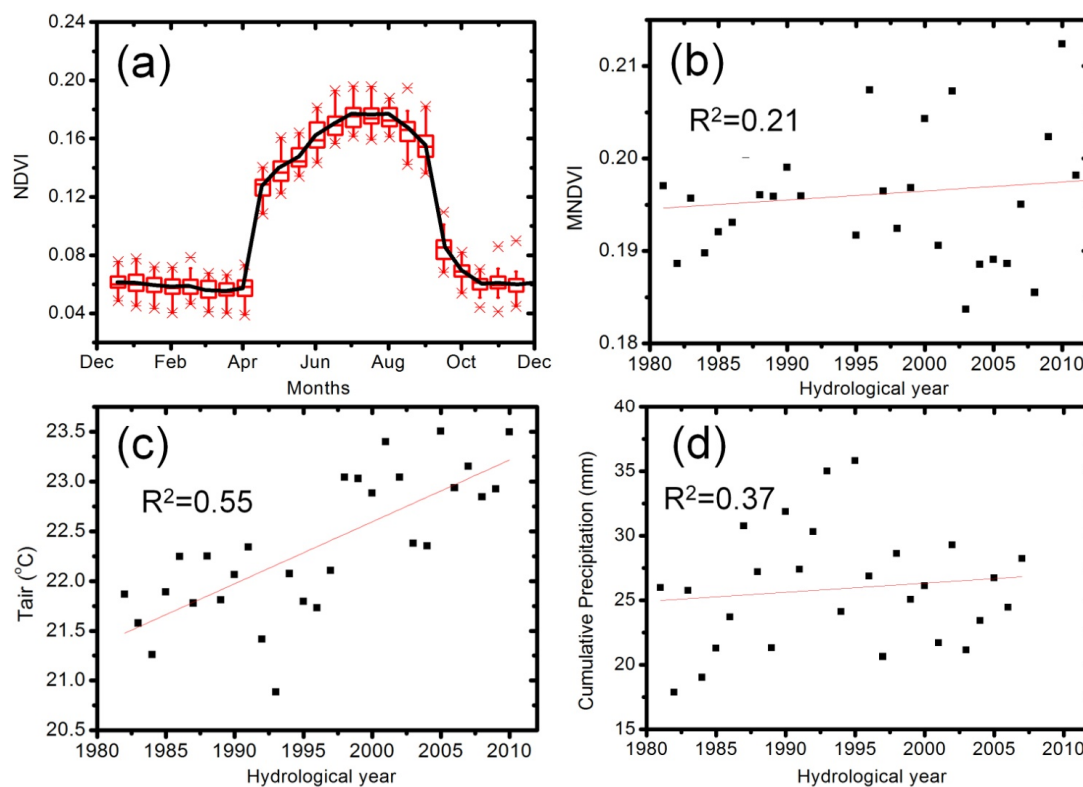 (a)
0.24
0.20
0.16
0.12
0.08
0.04
NDVI
Dec Feb Apr Jun Aug Oct Dec
Months
(b)
R²=0.21
0.21
0.20
0.19
0.18
MNDVI
1980 1985 1990 1995 2000 2005 2010
Hydrological year
(c)
R²=0.55
23.5
23.0
22.5
22.0
21.5
21.0
20.5
Tair (°C)
1980 1985 1990 1995 2000 2005 2010
Hydrological year
(d)
R²=0.37
40
35
30
25
20
15
Cumulative Precipitation (mm)
1980 1985 1990 1995 2000 2005 2010
Hydrological year